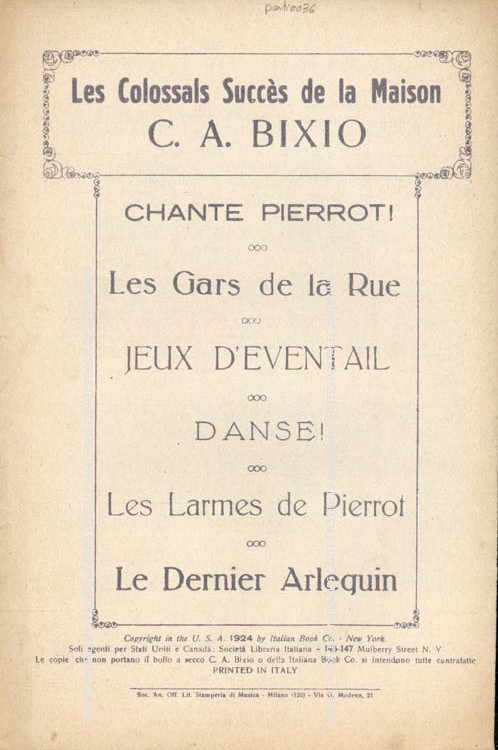 Les Colossals Succès de la Maison
C. A. BIXIO
CHANTE PIERROT!
Les Gars de la Rue
JEUX D'EVENTAIL
DANSE!
Les Larmes de Pierrot
Le Dernier Arlequin
Copyright in the U. S. A. 1924 by Italian Book Co. - New York.
Soli agenti per Stati Uniti e Canadà: Società Libraria Italiana - 145-147 Mulberry Street N. Y
Le copie che non portano il bollo a secco C. A. Bixio o della Italiana Book Co. si intendono tutte contrafatte
PRINTED IN ITALY
Soc. An. Off. Lit. Stamperia di Musica - Milano (120) - Via G. Modena, 21